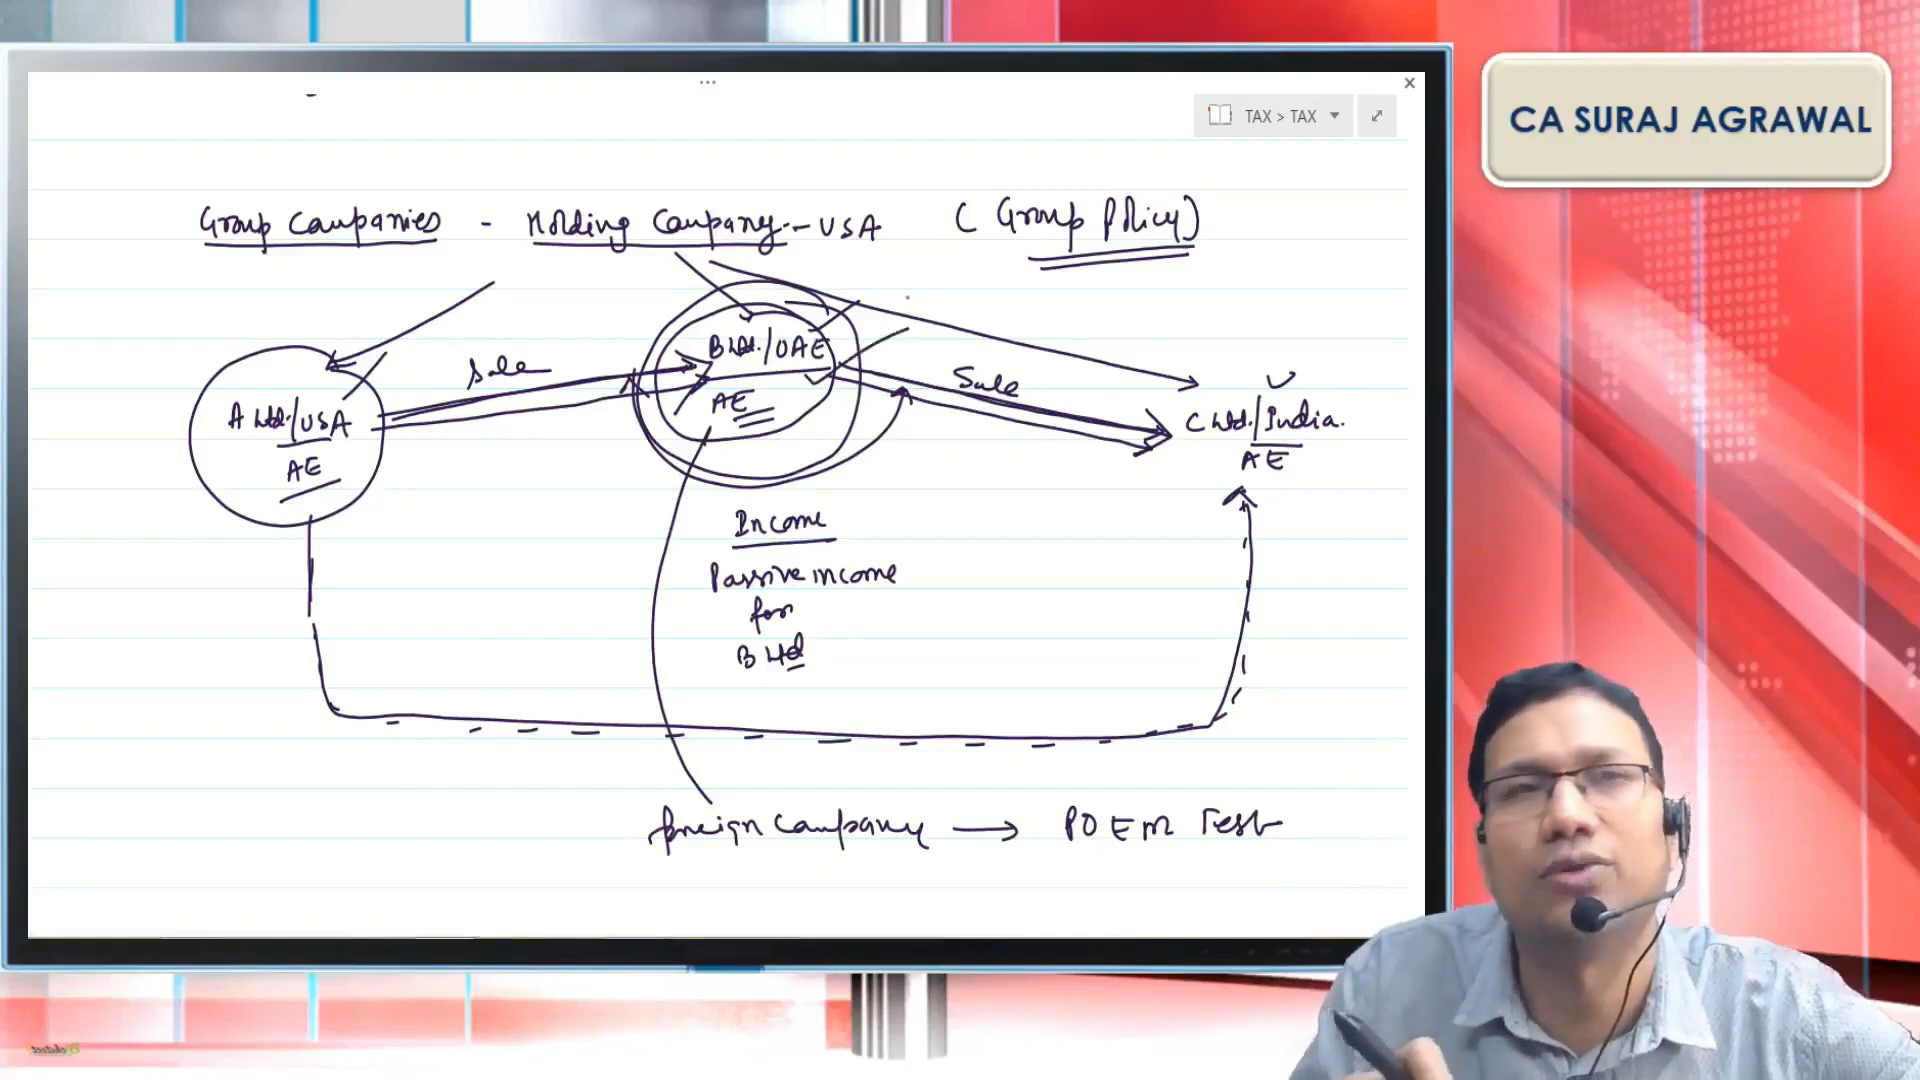 CA SURAJ AGRAWAL
TAX > TAX
Group Companies - Holding Company - USA (Group Policy)
B Ltd./UAE
AE
Sale
Sale
A Ltd./USA
AE
C Ltd./India.
AE
Income
Passive income
for
B Ltd
foreign company → POEM Test